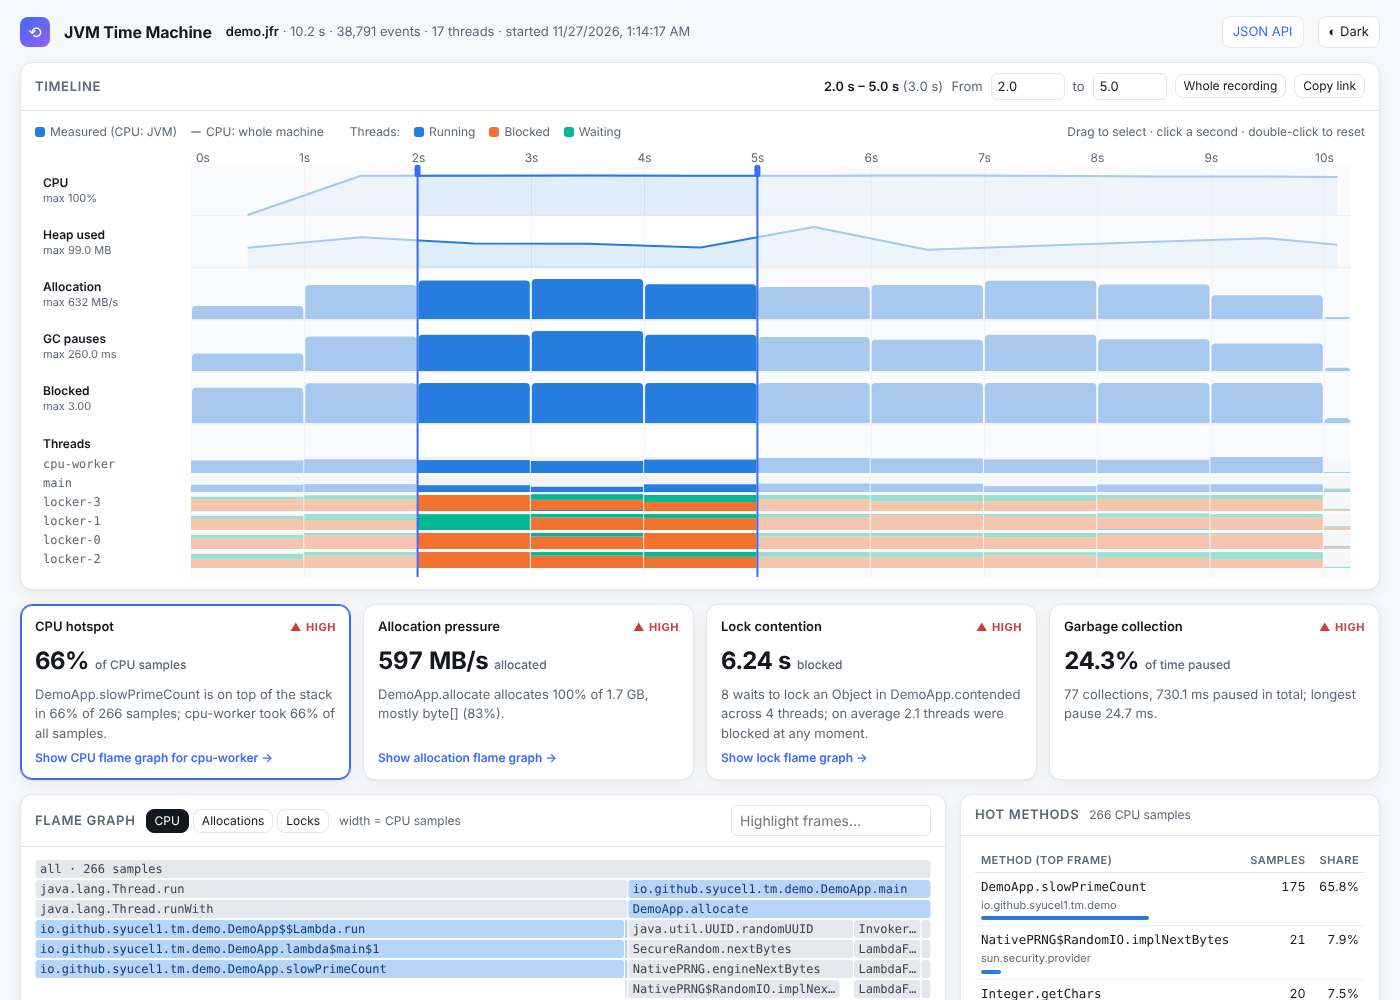 JVM Time Machine demo.jfr · 10.2 s · 38,791 events · 17 threads · started 11/27/2026, 1:14:17 AM JSON API Dark
TIMELINE 2.0 s – 5.0 s (3.0 s) From 2.0 to 5.0 Whole recording Copy link
Measured (CPU: JVM) CPU: whole machine Threads: Running Blocked Waiting Drag to select · click a second · double-click to reset
0s 1s 2s 3s 4s 5s 6s 7s 8s 9s 10s
CPU
max 100%
Heap used
max 99.0 MB
Allocation
max 632 MB/s
GC pauses
max 260.0 ms
Blocked
max 3.00
Threads
cpu-worker
main
locker-3
locker-1
locker-0
locker-2
CPU hotspot ▲ HIGH
66% of CPU samples
DemoApp.slowPrimeCount is on top of the stack
in 66% of 266 samples; cpu-worker took 66% of
all samples.
Show CPU flame graph for cpu-worker →
Allocation pressure ▲ HIGH
597 MB/s allocated
DemoApp.allocate allocates 100% of 1.7 GB,
mostly byte[] (83%).
Show allocation flame graph →
Lock contention ▲ HIGH
6.24 s blocked
8 waits to lock an Object in DemoApp.contended
across 4 threads; on average 2.1 threads were
blocked at any moment.
Show lock flame graph →
Garbage collection ▲ HIGH
24.3% of time paused
77 collections, 730.1 ms paused in total; longest
pause 24.7 ms.
FLAME GRAPH CPU Allocations Locks width = CPU samples Highlight frames...
all · 266 samples
java.lang.Thread.run io.github.syucel1.tm.demo.DemoApp.main
java.lang.Thread.runWith DemoApp.allocate
io.github.syucel1.tm.demo.DemoApp$$Lambda.run java.util.UUID.randomUUID Invoker…
io.github.syucel1.tm.demo.DemoApp.lambda$main$1 SecureRandom.nextBytes LambdaF…
io.github.syucel1.tm.demo.DemoApp.slowPrimeCount NativePRNG.engineNextBytes LambdaF…
NativePRNG$RandomIO.implNex… LambdaF…
HOT METHODS 266 CPU samples
METHOD (TOP FRAME) SAMPLES SHARE
DemoApp.slowPrimeCount 175 65.8%
io.github.syucel1.tm.demo
NativePRNG$RandomIO.implNextBytes 21 7.9%
sun.security.provider
Integer.getChars 20 7.5%